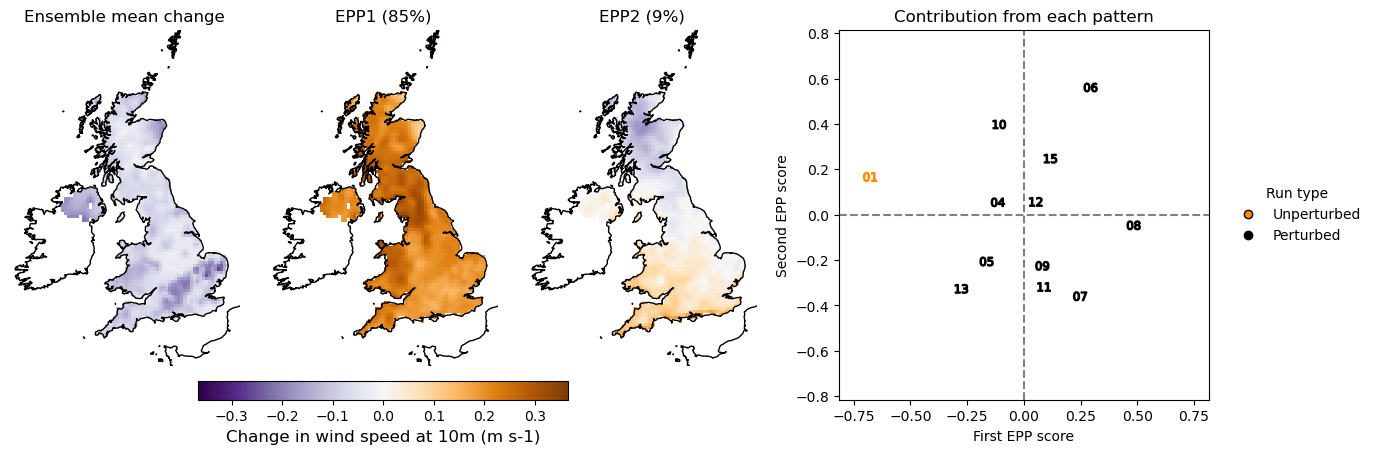 Ensemble mean change
EPP1 (85%)
EPP2 (9%)
−0.3 −0.2 −0.1 0.0 0.1 0.2 0.3
Change in wind speed at 10m (m s-1)
Contribution from each pattern
Second EPP score
0.8
0.6
0.4
0.2
0.0
−0.2
−0.4
−0.6
−0.8
06
10
15
01
04
12
08
05
09
13
11
07
−0.75 −0.50 −0.25 0.00 0.25 0.50 0.75
First EPP score
Run type
Unperturbed
Perturbed